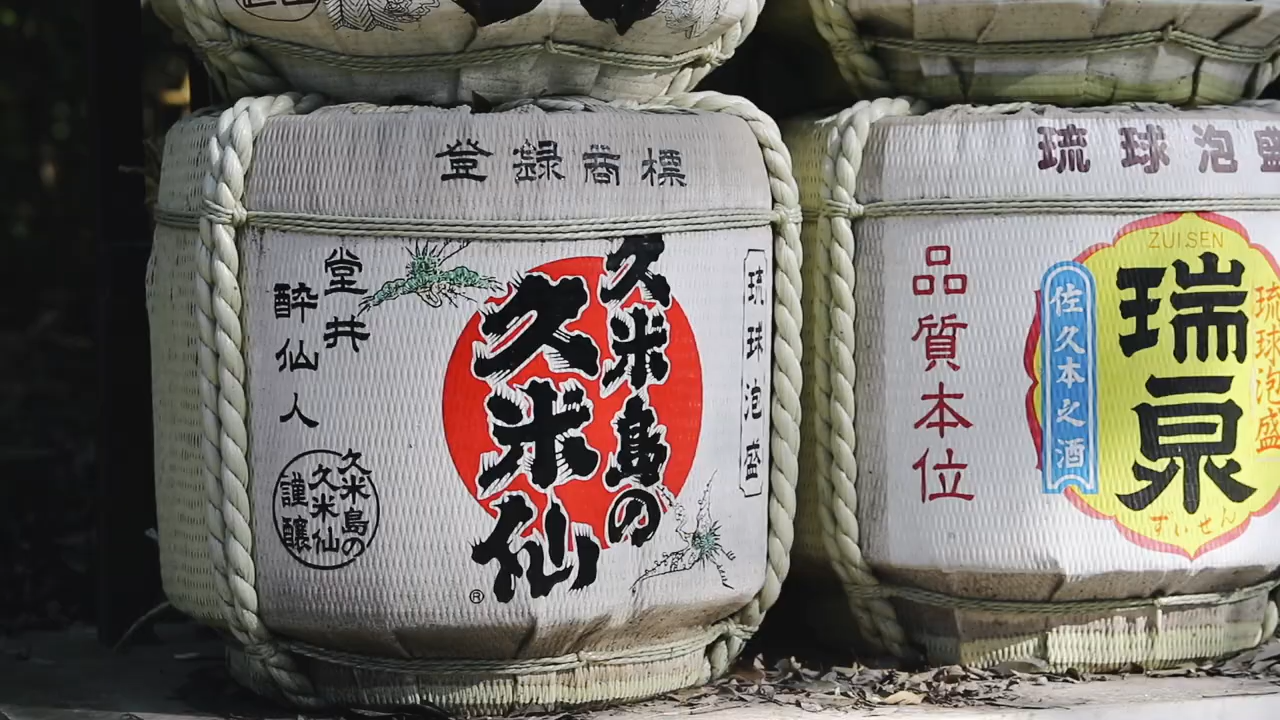 登録商標
久米島の
久米仙
琉球泡盛
堂井
酔仙人
久米島の
久米仙
謹醸
®
琉球泡盛
ZUISEN
瑞泉
佐久本之酒
琉球泡盛
ずいせん
品質本位